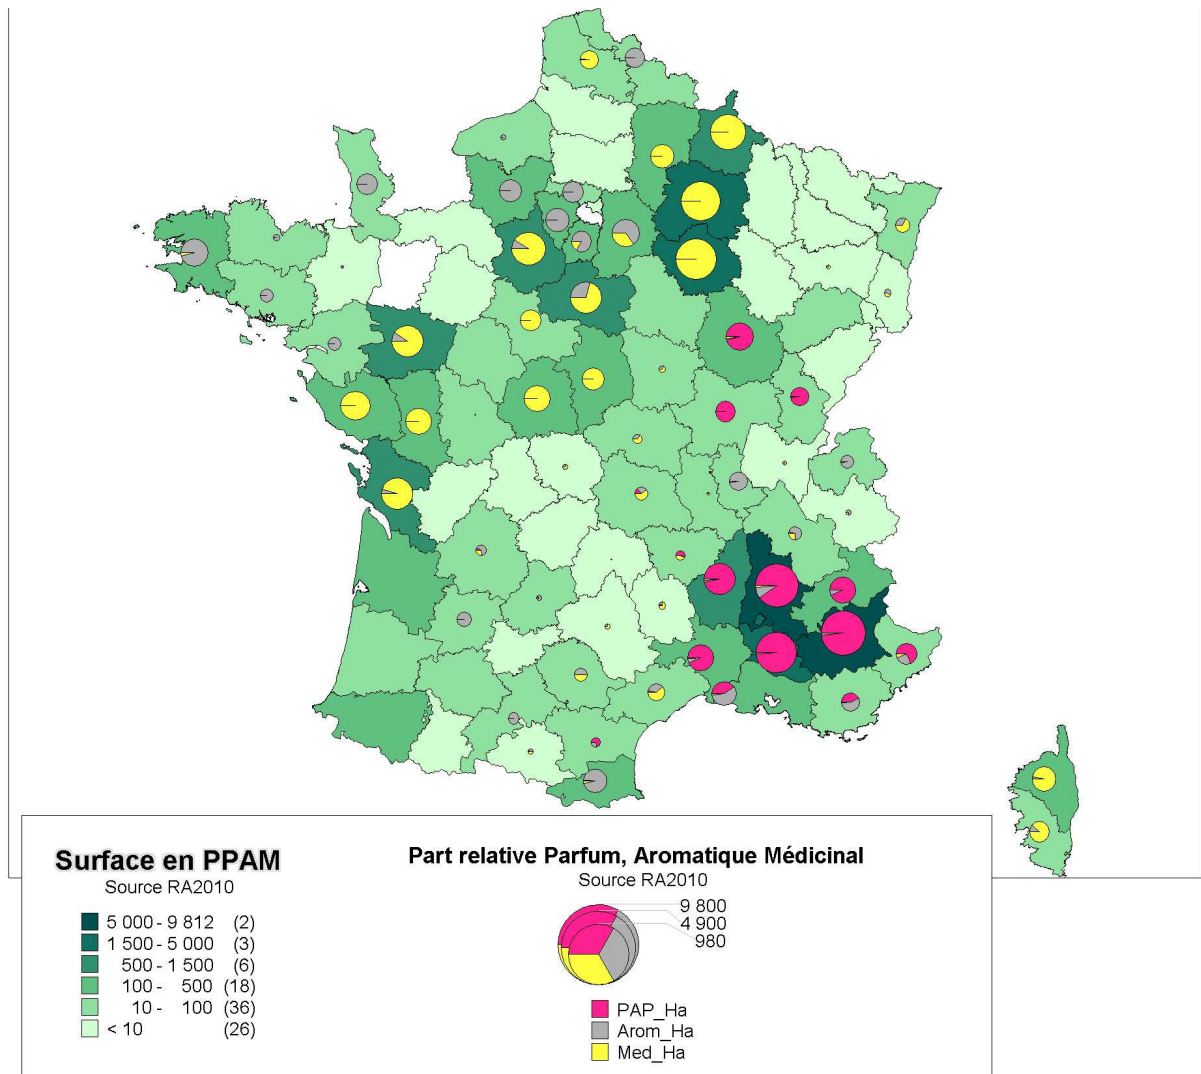 Surface en PPAM
Source RA2010
5 000 - 9 812 (2)
1 500 - 5 000 (3)
500 - 1 500 (6)
100 - 500 (18)
10 - 100 (36)
< 10 (26)
Part relative Parfum, Aromatique Médicinal
Source RA2010
9 800
4 900
980
PAP_Ha
Arom_Ha
Med_Ha